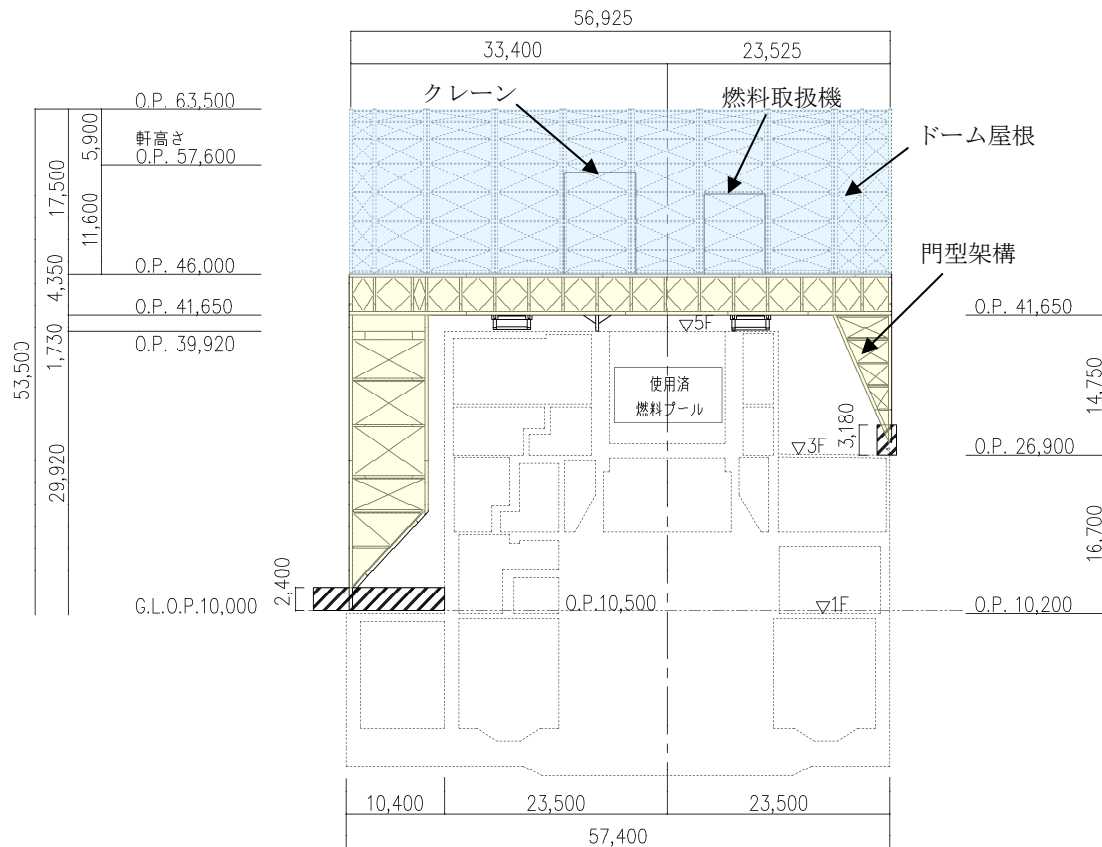 56,925
33,400
23,525
クレーン
燃料取扱機
ドーム屋根
門型架構
O.P. 63,500
軒高さ
O.P. 57,600
O.P. 46,000
O.P. 41,650
O.P. 39,920
G.L.O.P.10,000
5,900
11,600
17,500
4,350
1,730
29,920
53,500
2,400
▽5F
使用済
燃料プール
▽3F
3,180
O.P.10,500
▽1F
O.P. 41,650
14.750
O.P. 26,900
16.700
O.P. 10,200
10,400
23,500
23,500
57,400